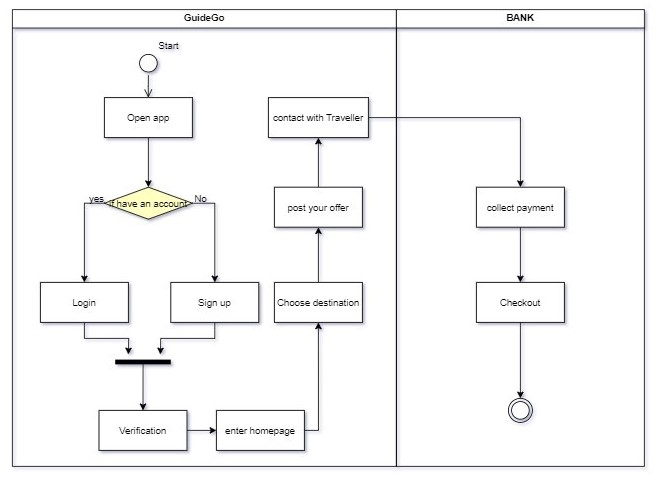 GuideGo
BANK
Start
Open app
contact with Traveller
yes
if have an account
No
post your offer
collect payment
Login
Sign up
Choose destination
Checkout
Verification
enter homepage